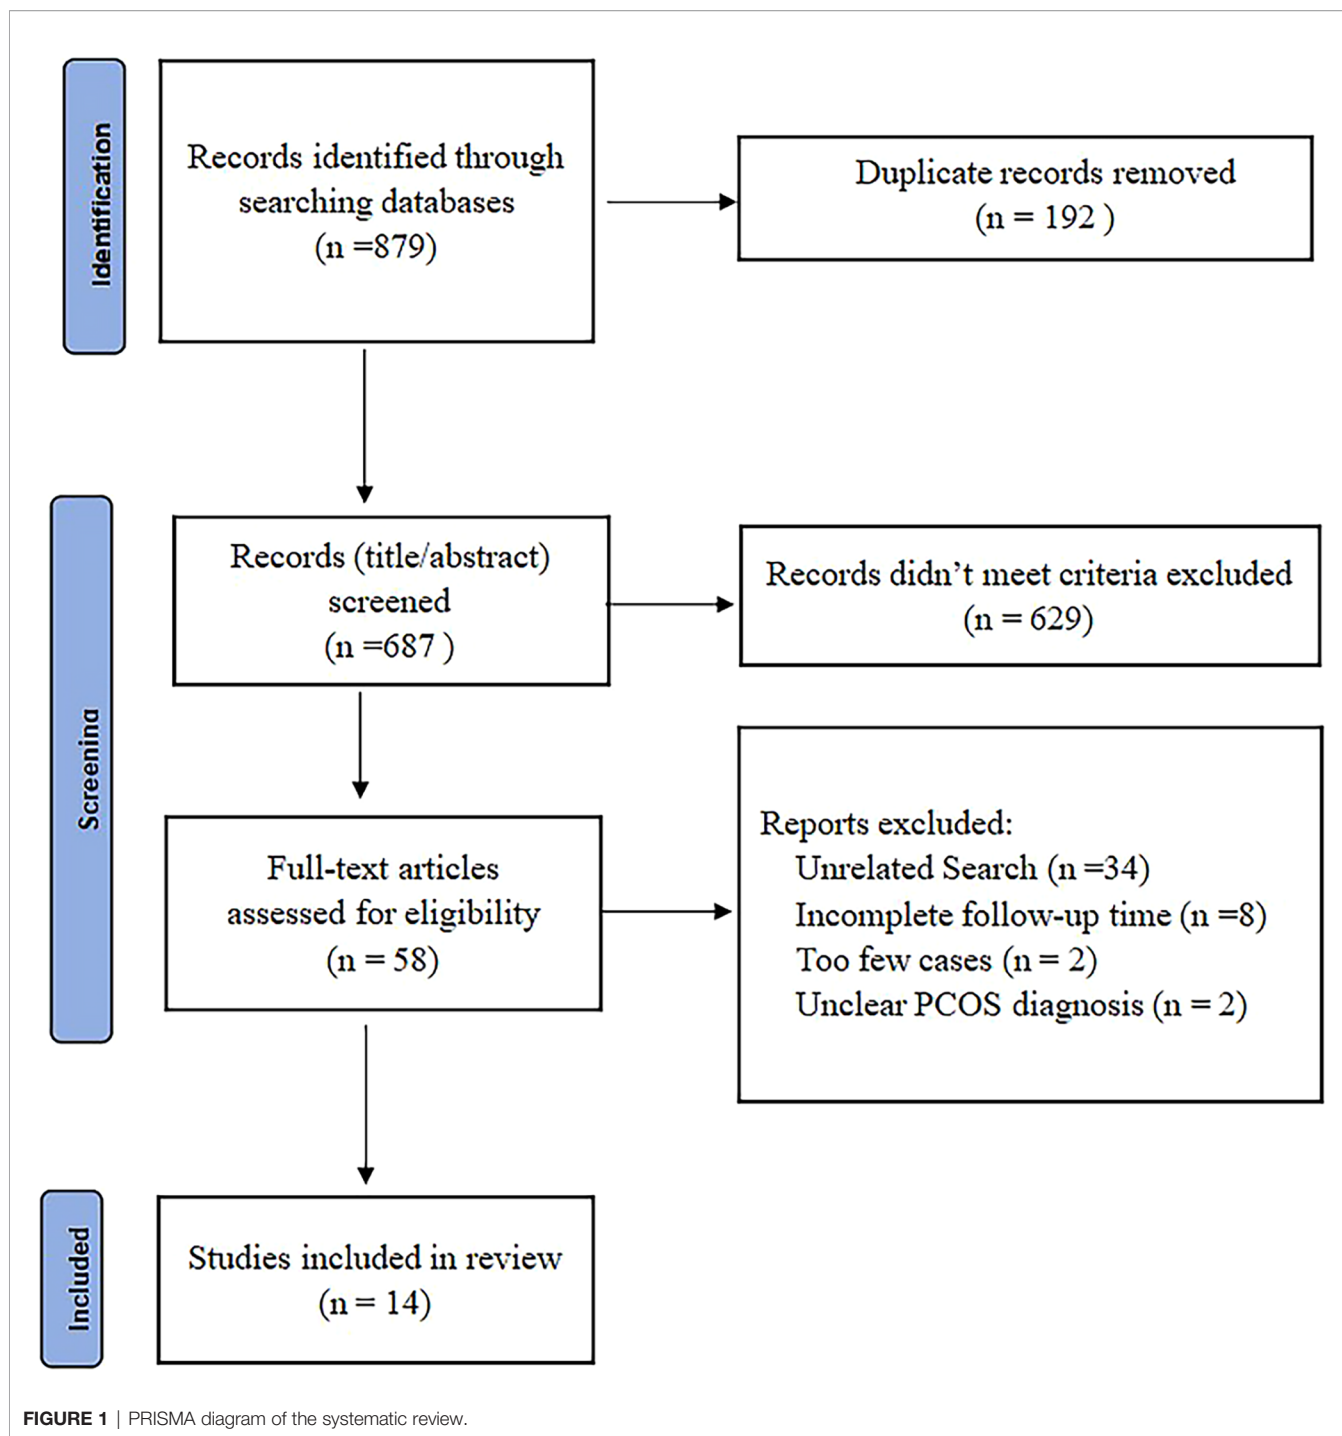 Identification
Records identified through
searching databases
(n =879)
Duplicate records removed
(n = 192 )
Screening
Records (title/abstract)
screened
(n =687 )
Records didn’t meet criteria excluded
(n = 629)
Full-text articles
assessed for eligibility
(n = 58)
Reports excluded:
Unrelated Search (n =34)
Incomplete follow-up time (n =8)
Too few cases (n = 2)
Unclear PCOS diagnosis (n = 2)
Included
Studies included in review
(n = 14)
FIGURE 1 | PRISMA diagram of the systematic review.